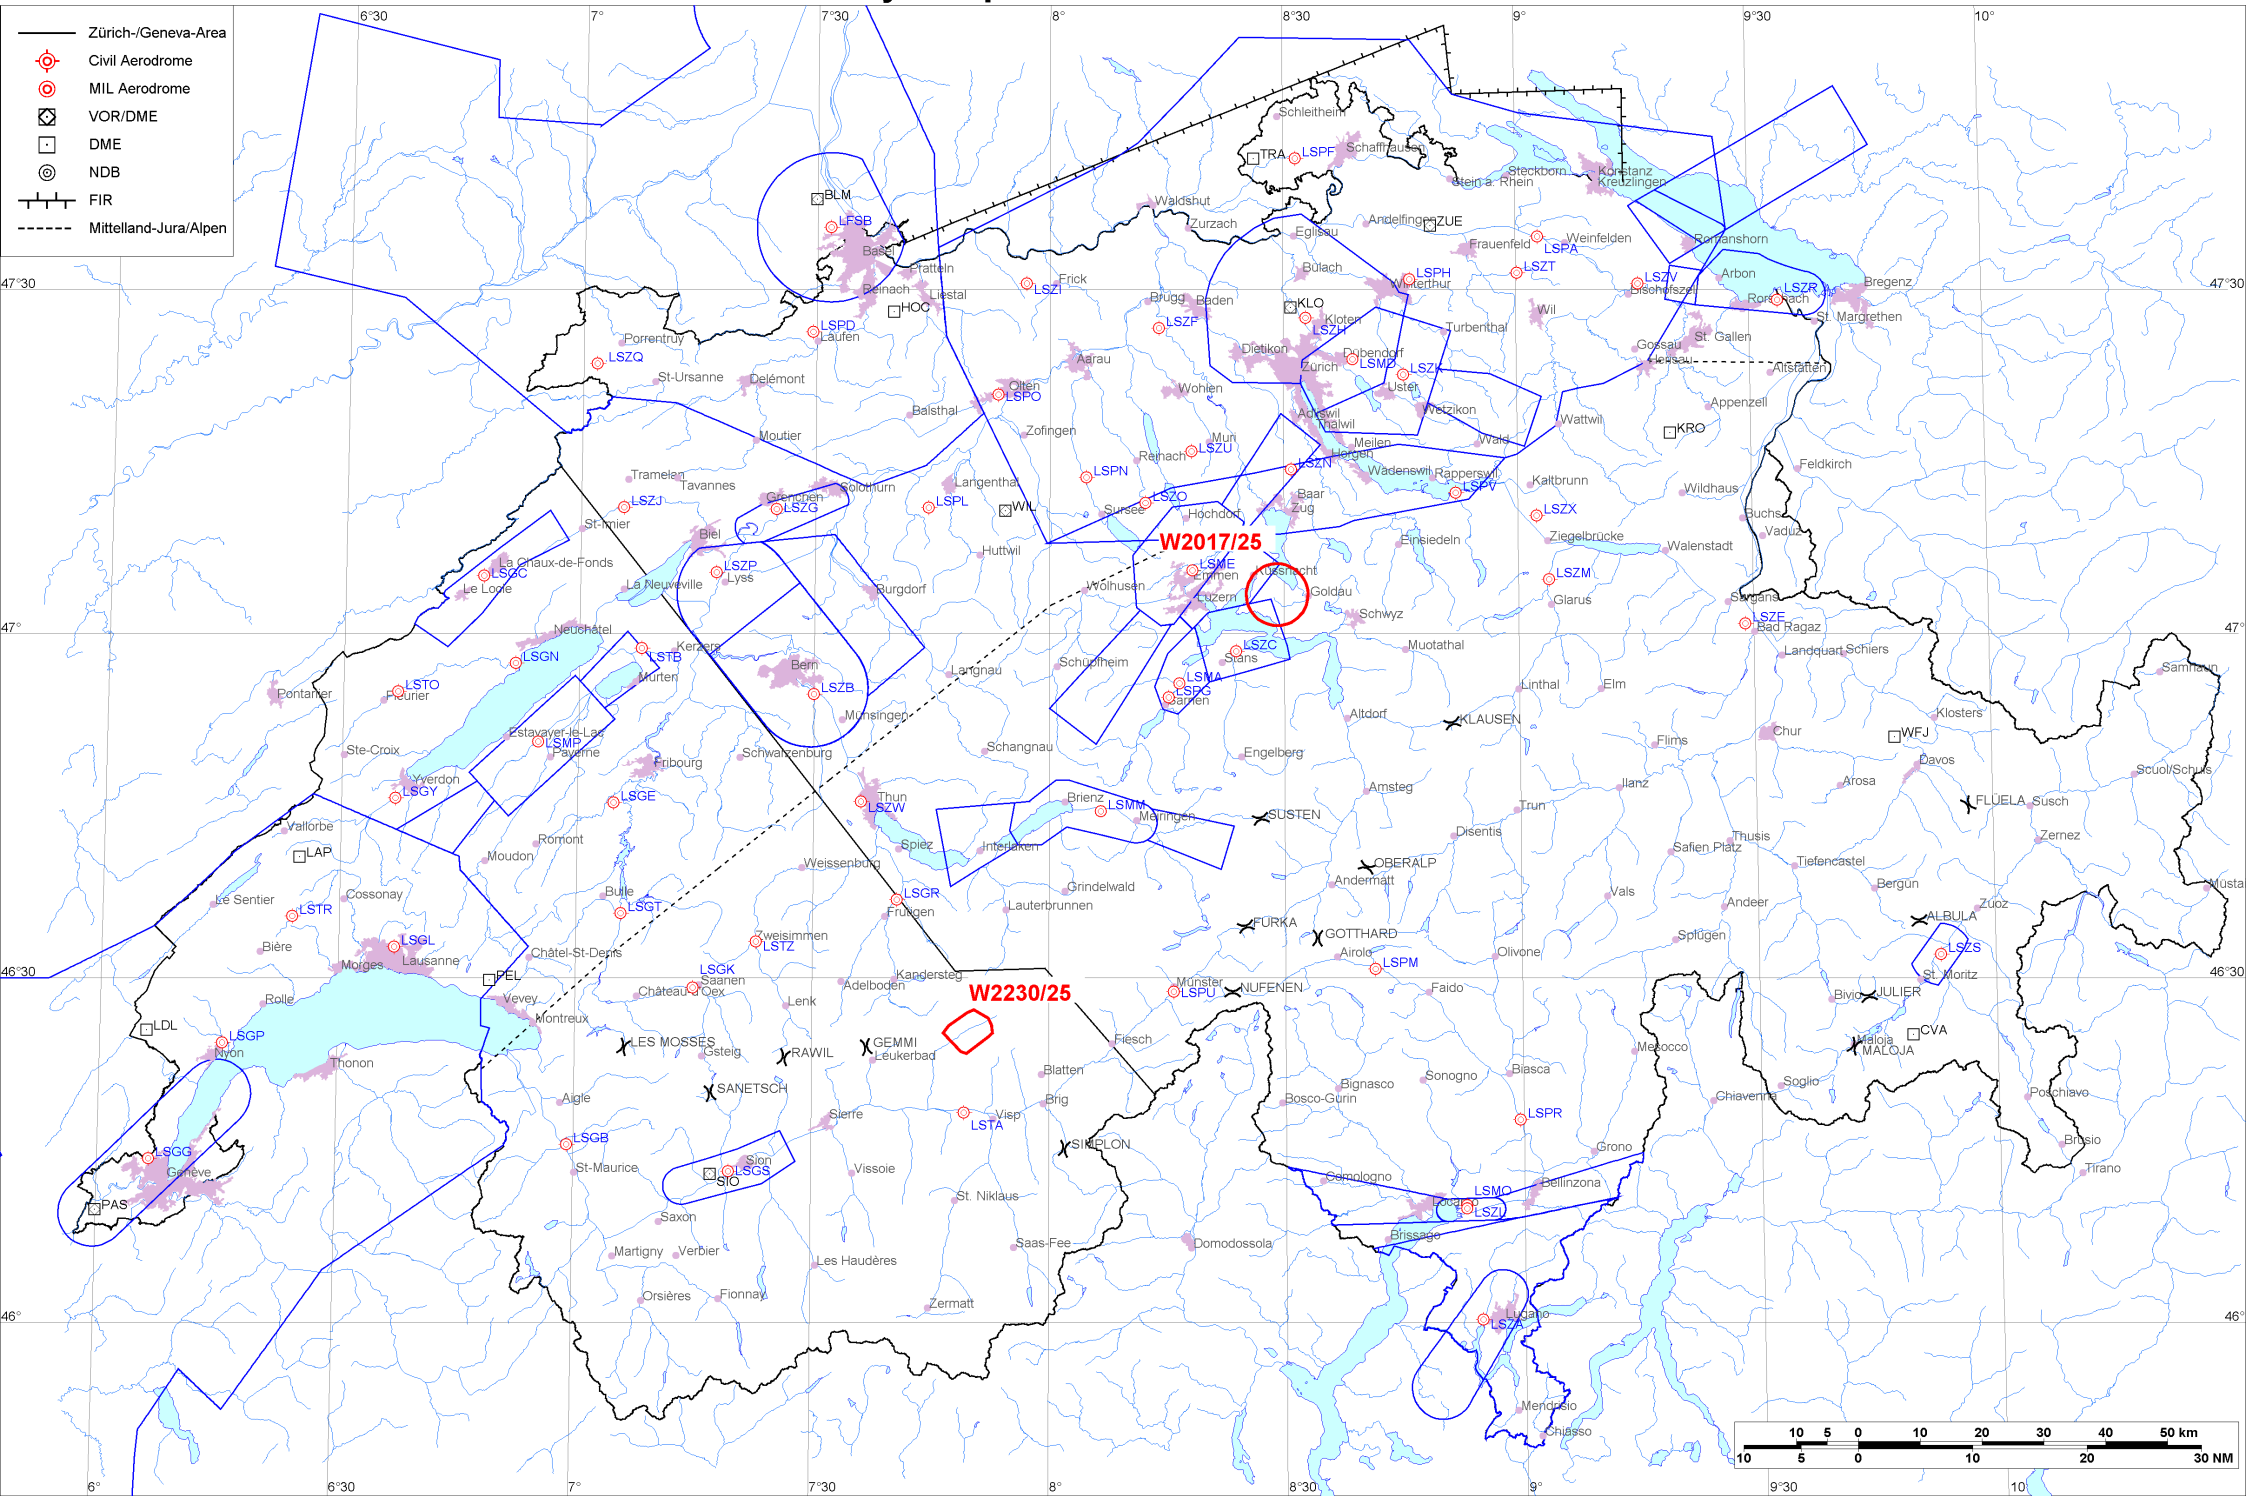 6°30
7°
7°30
8°
8°30
9°
9°30
10°
Zürich-/Geneva-Area
Civil Aerodrome
MIL Aerodrome
VOR/DME
DME
NDB
FIR
Mittelland-Jura/Alpen
Schleitheim
TRA
LSPF
Schaffhausen
Steckborn
Stein a. Rhein
Konstanz
Kreuzlingen
BLM
LFSB
Basel
Waldshut
Zurzach
Eglisau
Andelfingen
ZUE
Frauenfeld
LSPA
Weinfelden
Romanshorn
Pratteln
Reinach
Liestal
HOC
LSZI
Frick
Bülach
LSPH
Winterthur
LSZT
LSZV
Bischofszell
Arbon
LSZR
Rorschach
Bregenz
St. Margrethen
47°30
47°30
LSPD
Laufen
Brugg
Baden
LSZF
KLO
Kloten
LSZH
Turbenthal
Wil
St. Gallen
Gossau
Herisau
Altstätten
Porrentruy
LSZQ
St-Ursanne
Delémont
Aarau
Olten
LSPO
Dietikon
Zürich
Dübendorf
LSMD
LSZK
Uster
Wetzikon
Wohlen
Balsthal
Zofingen
Adliswil
Thalwil
Meilen
Horgen
Wald
Wattwil
Appenzell
KRO
Moutier
Muri
LSZU
Reinach
LSPN
LSZN
Wädenswil
Rapperswil
LSPV
Kaltbrunn
Wildhaus
Feldkirch
Tramelan
Tavannes
LSZJ
St-Imier
Grenchen
LSZG
Solothurn
Langenthal
LSPL
WIL
Sursee
LSZO
Hochdorf
Baar
Zug
LSZX
Buchs
Vaduz
Biel
Huttwil
W2017/25
Einsiedeln
Ziegelbrücke
Walenstadt
La Chaux-de-Fonds
LSGC
Le Locle
LSZP
Lyss
La Neuveville
Burgdorf
Wolhusen
LSME
Emmen
Luzern
Küssnacht
Goldau
Schwyz
LSZM
Glarus
Sargans
LSZE
Bad Ragaz
47°
47°
Neuchâtel
LSGN
LSTB
Kerzers
Murten
Bern
LSZB
Langnau
Schüpfheim
LSZC
Stans
LSMA
LSPG
Sarnen
Muotathal
Landquart
Schiers
Samnaun
Linthal
Elm
Pontarlier
LSTO
Fleurier
Münsingen
Altdorf
KLAUSEN
Klosters
WFJ
Chur
Flims
Davos
Ste-Croix
Estavayer-le-Lac
LSMP
Payerne
Schwarzenburg
Schangnau
Engelberg
Scuol/Schuls
Yverdon
LSGY
Fribourg
LSGE
Thun
LSZW
Brienz
LSMM
Meiringen
SUSTEN
Amsteg
Trun
Ilanz
Arosa
FLÜELA
Susch
Vallorbe
LAP
Romont
Moudon
Spiez
Interlaken
Disentis
Thusis
Safien Platz
Zernez
Tiefencastel
Weissenburg
OBERALP
Andermatt
Grindelwald
Vals
Bergün
Müsta
Le Sentier
Cossonay
LSTR
Bulle
LSGT
LSGR
Frutigen
Lauterbrunnen
FURKA
GOTTHARD
Andeer
Zuoz
ALBULA
Bière
LSGL
Lausanne
Morges
Zweisimmen
LSTZ
Châtel-St-Denis
Airolo
LSPM
Olivone
Splügen
LSZS
St. Moritz
46°30
46°30
PEL
Vevey
Montreux
Rolle
LSGK
Saanen
Château-d'Oex
Lenk
Adelboden
Kandersteg
W2230/25
Münster
LSPU
NUFENEN
Faido
Bivio
JULIER
LDL
LSGP
Nyon
Thonon
LES MOSSES
Gsteig
RAWIL
GEMMI
Leukerbad
Fiesch
Blatten
Mesocco
CVA
Maloja
MALOJA
SANETSCH
Aigle
Bignasco
Sonogno
Biasca
Soglio
Chiavenna
Poschiavo
Sierre
LSTA
Visp
Brig
Bosco-Gurin
LSPR
LSGB
St-Maurice
SIMPLON
Grono
Brusio
Tirano
LSGG
Genève
PAS
Sion
LSGS
SIO
Vissoie
St. Niklaus
Comologno
LSMO
Locarno
LSZL
Bellinzona
Saxon
Martigny
Verbier
Saas-Fee
Domodossola
Brissago
Les Haudères
Orsières
Fionnay
Zermatt
46°
46°
Lugano
LSZA
Mendrisio
Chiasso
10 5 0 10 20 30 40 50 km
10 5 0 10 20 30 NM
6°
6°30
7°
7°30
8°
8°30
9°
9°30
10°